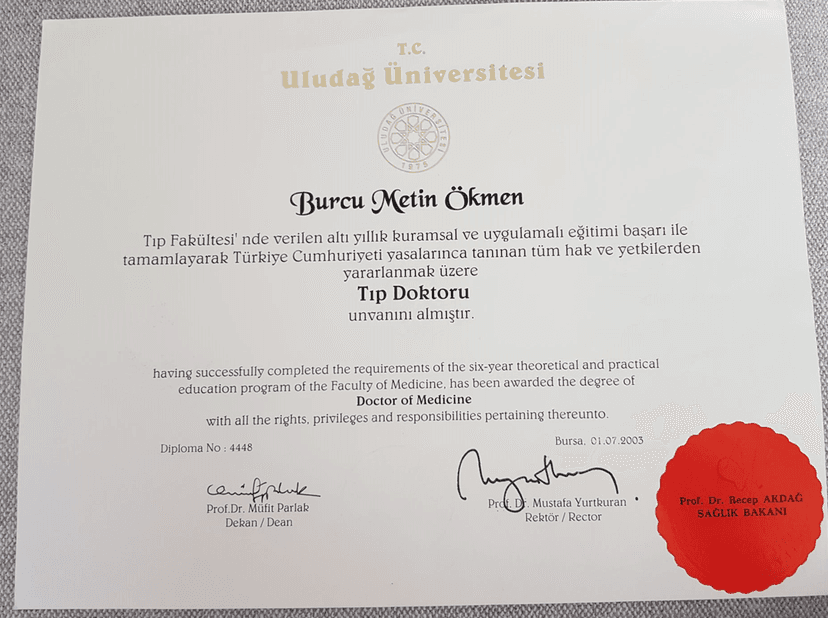 T.C.
Uludağ Üniversitesi
ULUDAĞ ÜNİVERSİTESİ
1975
Burcu Metin Ökmen
Tıp Fakültesi' nde verilen altı yıllık kuramsal ve uygulamalı eğitimi başarı ile
tamamlayarak Türkiye Cumhuriyeti yasalarınca tanınan tüm hak ve yetkilerden
yararlanmak üzere
Tıp Doktoru
unvanını almıştır.
having successfully completed the requirements of the six-year theoretical and practical
education program of the Faculty of Medicine, has been awarded the degree of
Doctor of Medicine
with all the rights, privileges and responsibilities pertaining thereunto.
Diploma No : 4448
Bursa, 01.07.2003
Prof.Dr. Müfit Parlak
Dekan / Dean
Prof. Dr. Mustafa Yurtkuran
Rektör / Rector
Prof. Dr. Recep AKDAĞ
SAĞLIK BAKANI